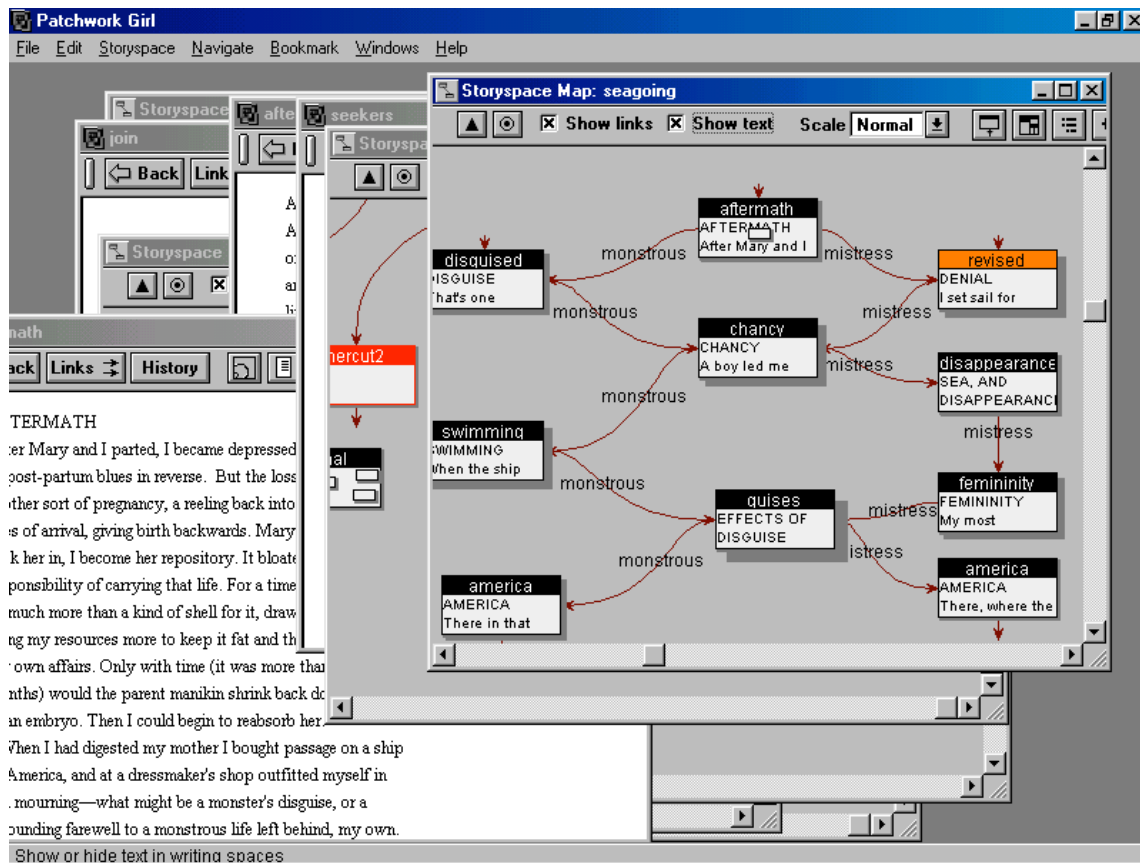 Patchwork Girl
File Edit Storyspace Navigate Bookmark Windows Help
Storyspace
join
Back Link
Storyspace
afte
seekers
Storyspa
A
A
o
a
li
hercut2
nal
Storyspace Map: seagoing
Show links Show text Scale Normal
aftermath
AFTERMATH
After Mary and I
monstrous
mistress
disguised
DISGUISE
That's one
revised
DENIAL
I set sail for
monstrous
mistress
chancy
CHANCY
A boy led me
mistress
disappearance
SEA, AND
DISAPPEARANCE
monstrous
mistress
swimming
SWIMMING
When the ship
femininity
FEMININITY
My most
monstrous
mistress
guises
EFFECTS OF
DISGUISE
istress
monstrous
america
AMERICA
There in that
america
AMERICA
There, where the
math
ack Links History
TERMATH
ter Mary and I parted, I became depressed
post-partum blues in reverse. But the loss
other sort of pregnancy, a reeling back into
es of arrival, giving birth backwards. Mary
k her in, I become her repository. It bloate
ponsibility of carrying that life. For a time
much more than a kind of shell for it, draw
ng my resources more to keep it fat and th
own affairs. Only with time (it was more than
nths) would the parent manikin shrink back do
an embryo. Then I could begin to reabsorb her.
When I had digested my mother I bought passage on a ship
America, and at a dressmaker's shop outfitted myself in
. mourning—what might be a monster's disguise, or a
ounding farewell to a monstrous life left behind, my own.
Show or hide text in writing spaces